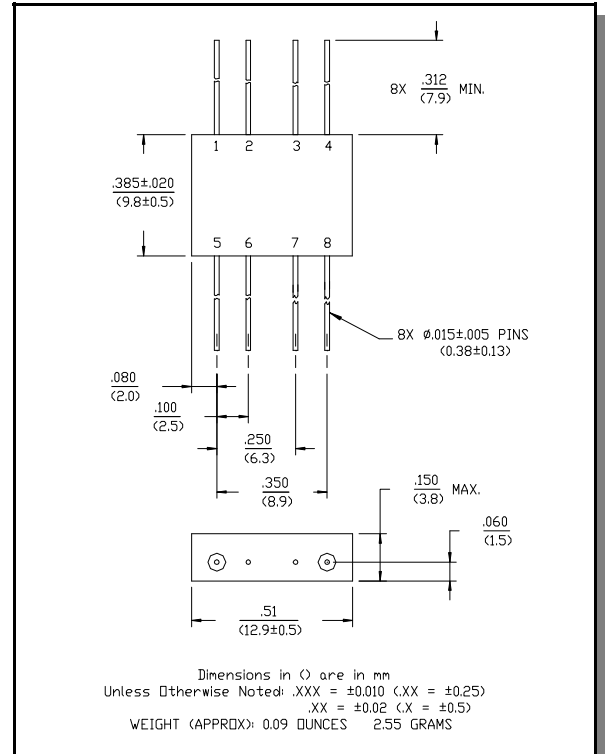 8X .312 MIN.
(7.9)
1 2 3 4
.385±.020
(9.8±0.5)
5 6 7 8
8X ø.015±.005 PINS
(0.38±0.13)
.080
(2.0)
.100
(2.5)
.250
(6.3)
.350
(8.9)
.150 MAX.
(3.8)
.060
(1.5)
.51
(12.9±0.5)
Dimensions in () are in mm
Unless Otherwise Noted: .XXX = ±0.010 (.XX = ±0.25)
.XX = ±0.02 (.X = ±0.5)
WEIGHT (APPROX): 0.09 OUNCES 2.55 GRAMS